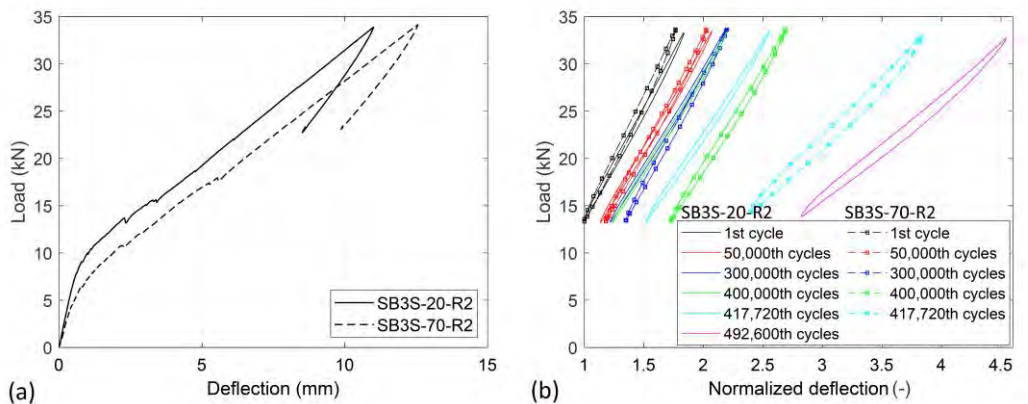 35
30
25
20
15
10
5
0
Load (kN)
0 5 10 15
Deflection (mm)
SB3S-20-R2
SB3S-70-R2
(a)
40
35
30
25
20
15
10
5
0
Load (kN)
1 1.5 2 2.5 3 3.5 4 4.5
Normalized deflection (-)
SB3S-20-R2 SB3S-70-R2
1st cycle 1st cycle
50,000th cycles 50,000th cycles
300,000th cycles 300,000th cycles
400,000th cycles 400,000th cycles
417,720th cycles 417,720th cycles
492,600th cycles
(b)